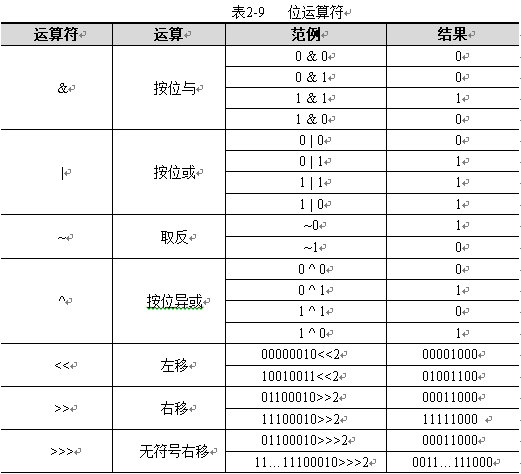 表2-9 位运算符
运算符 运算 范例 结果
& 按位与 0 & 0 0
0 & 1 0
1 & 1 1
1 & 0 0
| 按位或 0 | 0 0
0 | 1 1
1 | 1 1
1 | 0 1
~ 取反 ~0 1
~1 0
^ 按位异或 0 ^ 0 0
0 ^ 1 1
1 ^ 1 0
1 ^ 0 1
<< 左移 00000010<<2 00001000
10010011<<2 01001100
>> 右移 01100010>>2 00011000
11100010>>2 11111000
>>> 无符号右移 01100010>>>2 00011000
11…11100010>>>2 0011…111000